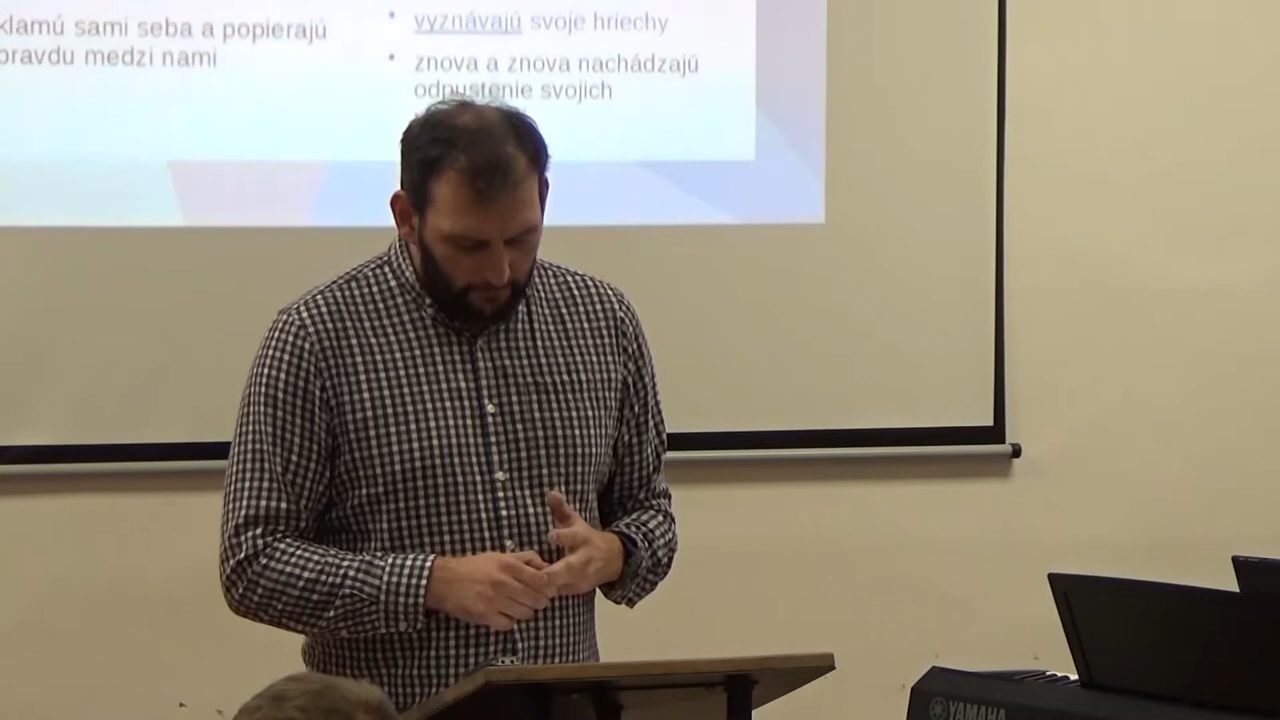 klamú sami seba a popierajú
pravdu medzi nami
vyznávajú svoje hriechy
znova a znova nachádzajú
odpustenie svojich
YAMAHA